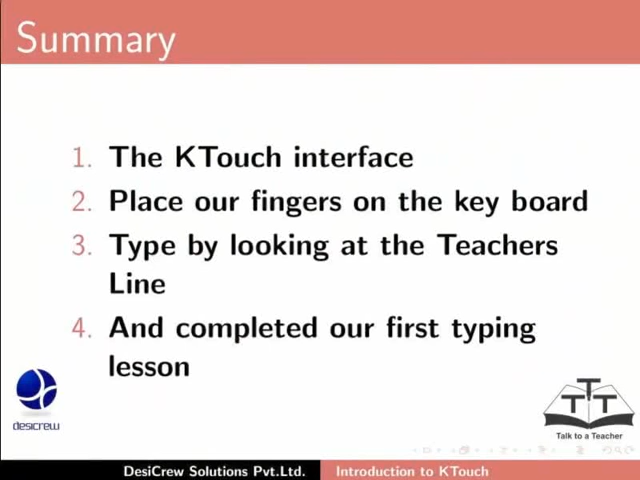 Summary
1. The KTouch interface
2. Place our fingers on the key board
3. Type by looking at the Teachers
Line
4. And completed our first typing
lesson
desicrew
TTT
Talk to a Teacher
DesiCrew Solutions Pvt.Ltd. Introduction to KTouch